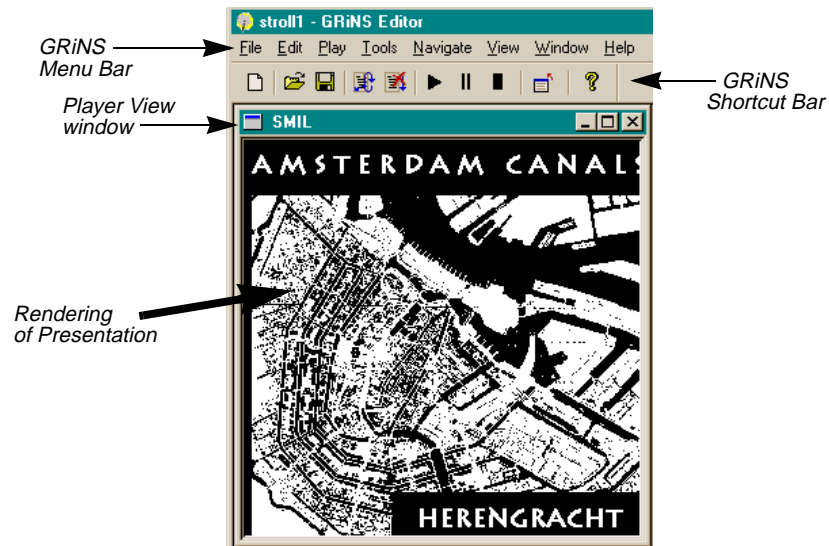 stroll1 - GRiNS Editor
File Edit Play Tools Navigate View Window Help
GRiNS
Menu Bar
GRiNS
Shortcut Bar
Player View
window
SMIL
AMSTERDAM CANALS
Rendering
of Presentation
HERENGRACHT